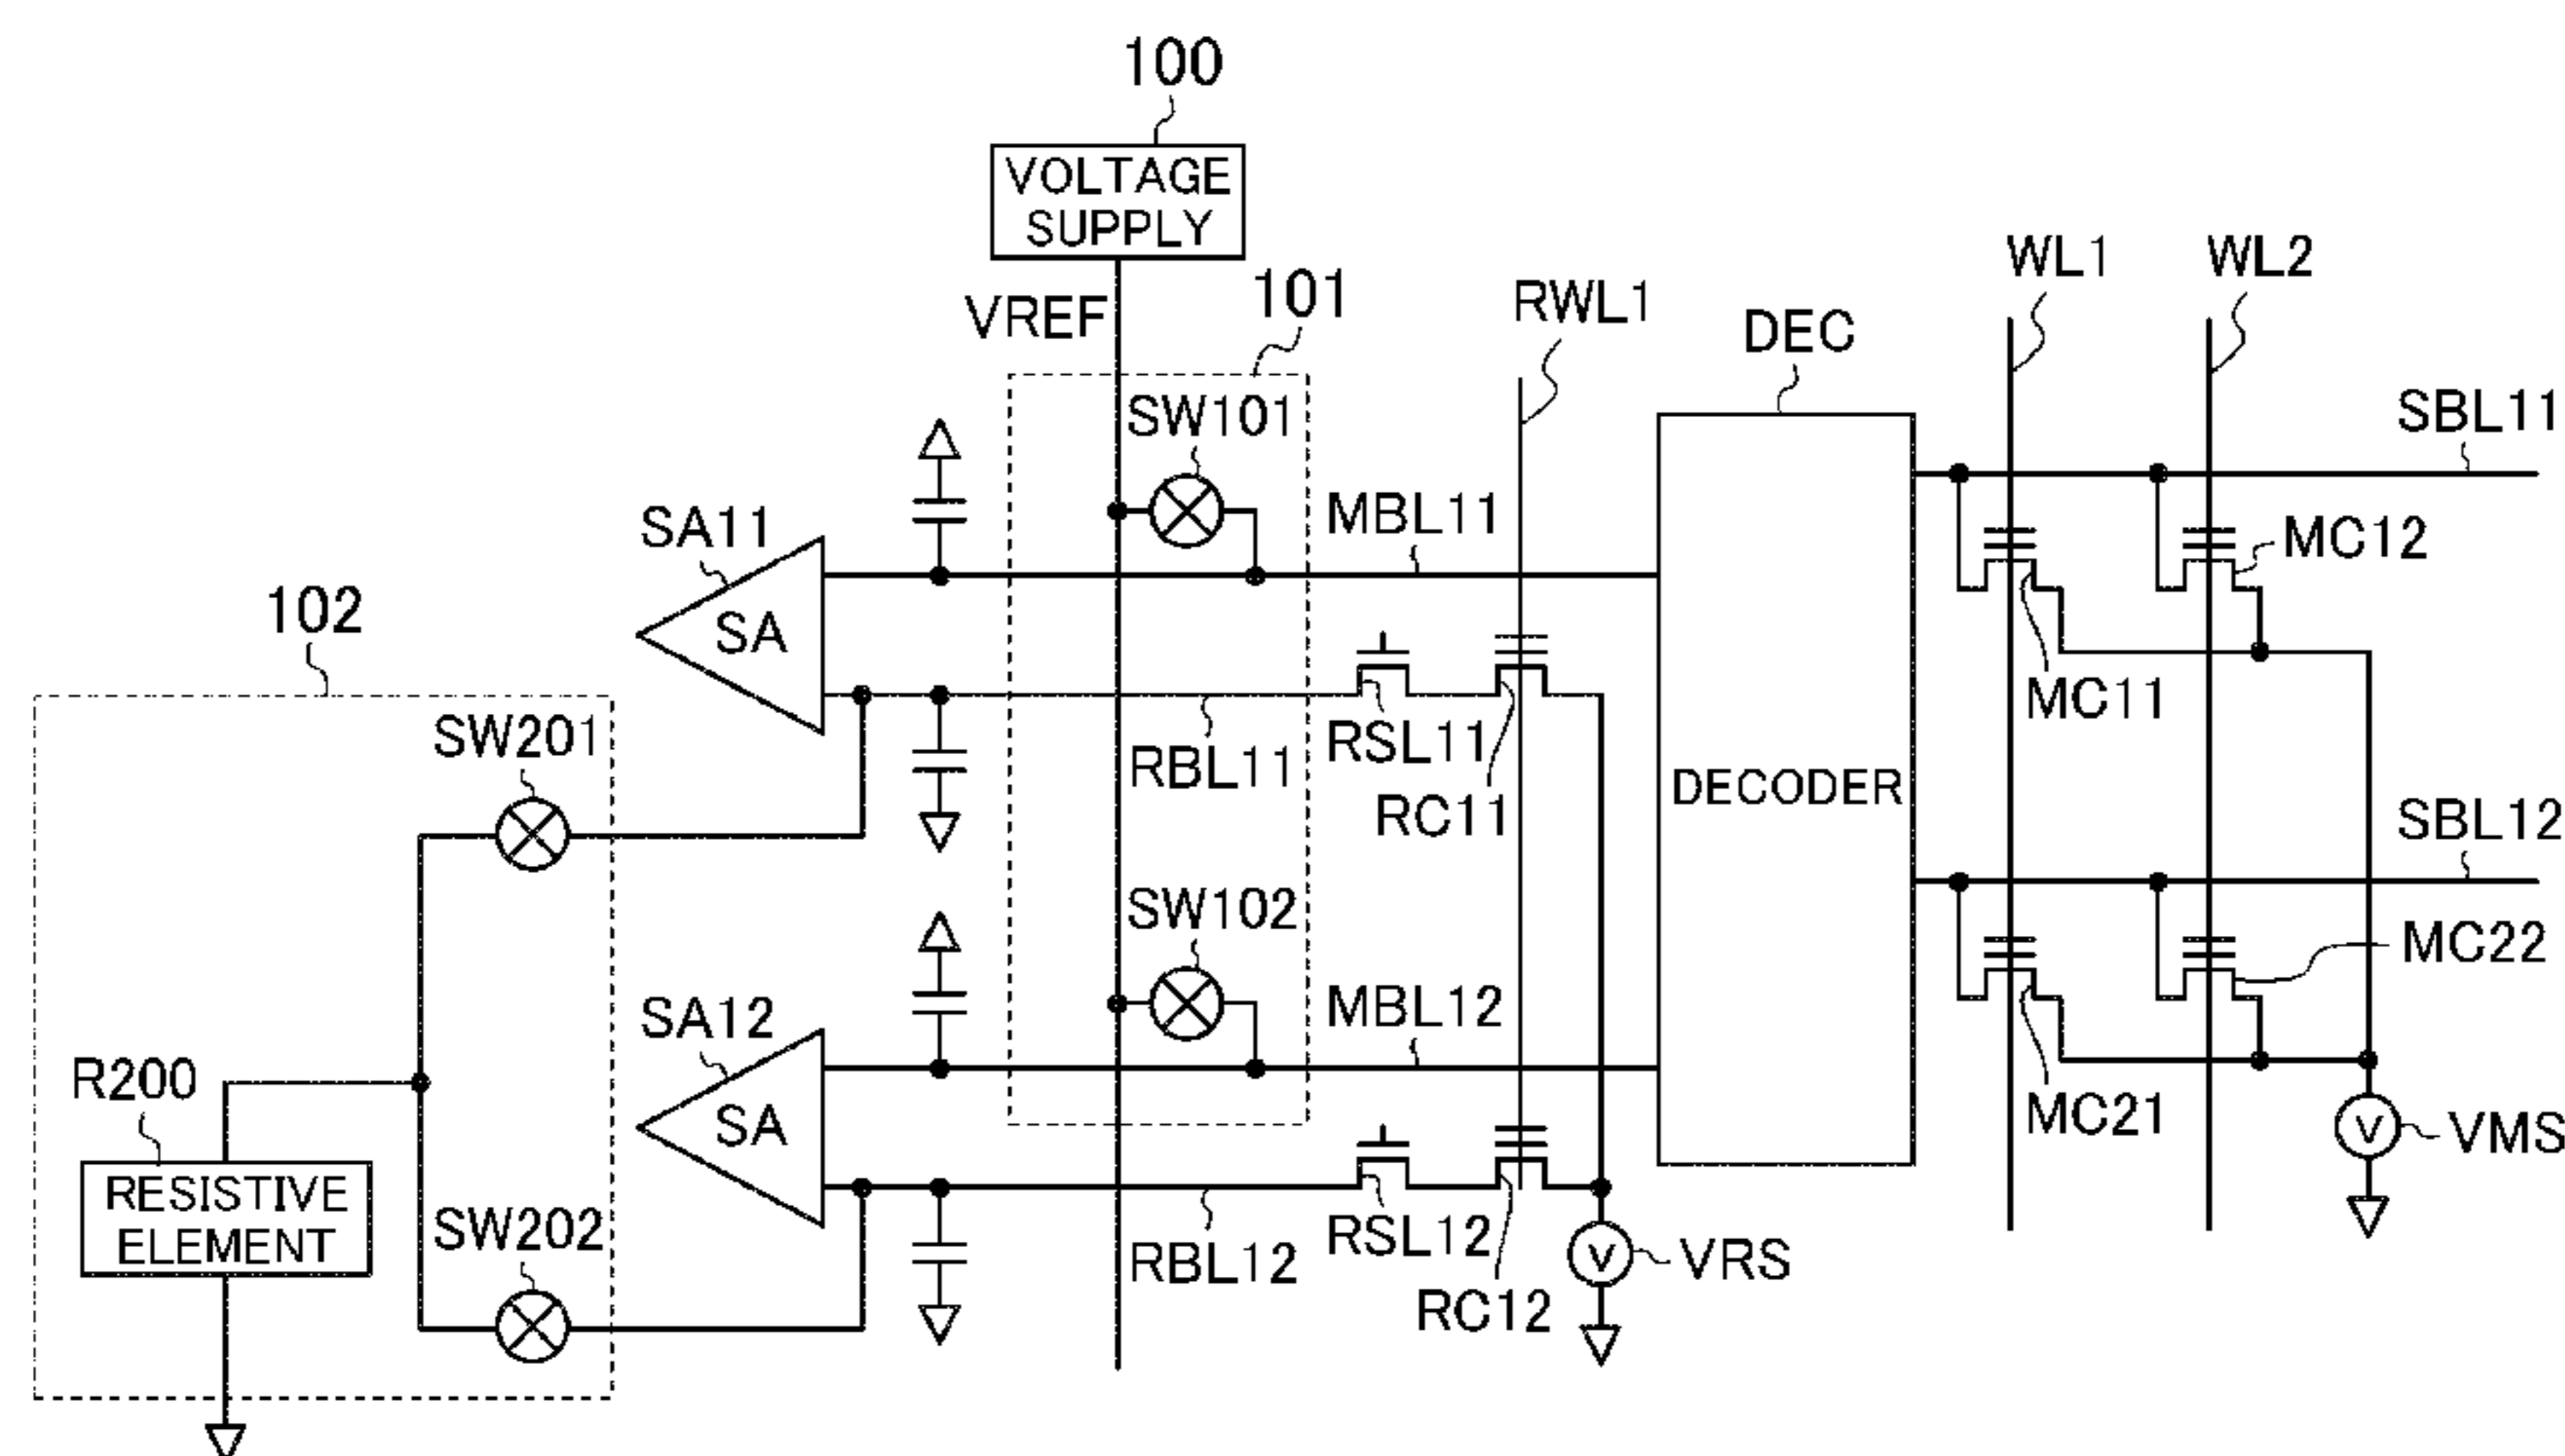 100
VOLTAGE
SUPPLY
VREF
101
RWL1
DEC
WL1
WL2
SW101
SBL11
SA11
MBL11
MC12
102
SA
MC11
SW201
RBL11
RSL11
RC11
DECODER
SBL12
SW102
MC22
SA12
MBL12
R200
SA
MC21
V
VMS
RESISTIVE
ELEMENT
SW202
RBL12
RSL12
RC12
V
VRS